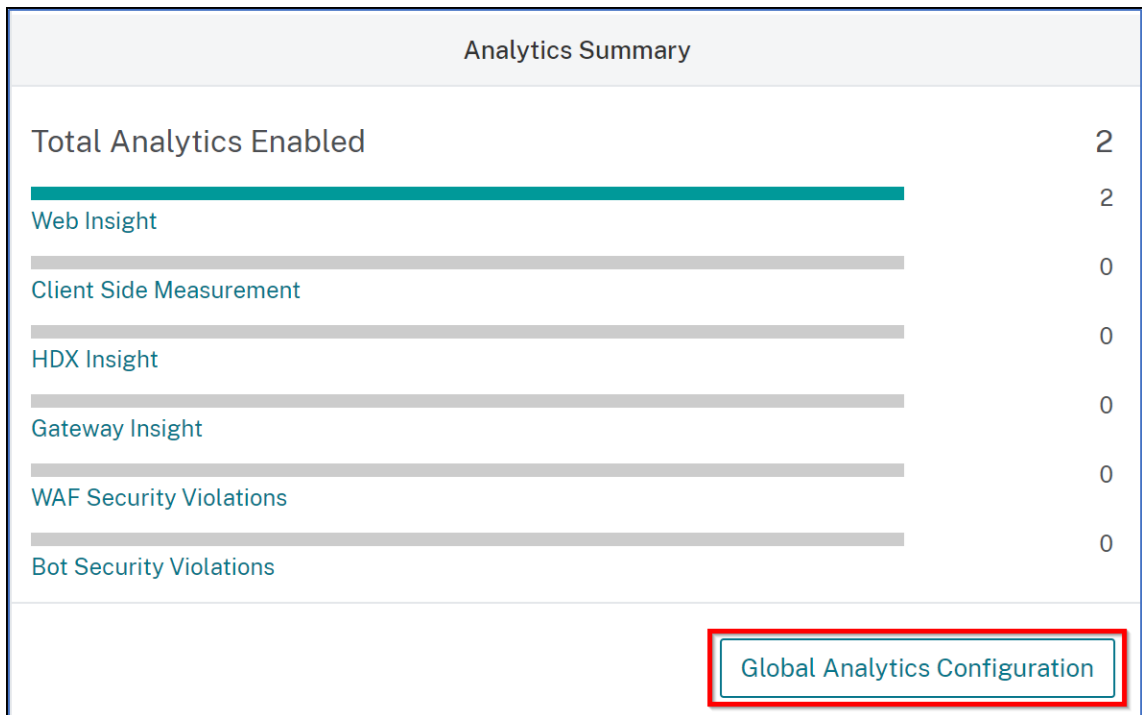 Analytics Summary
Total Analytics Enabled 2
2
Web Insight
0
Client Side Measurement
0
HDX Insight
0
Gateway Insight
0
WAF Security Violations
0
Bot Security Violations
Global Analytics Configuration